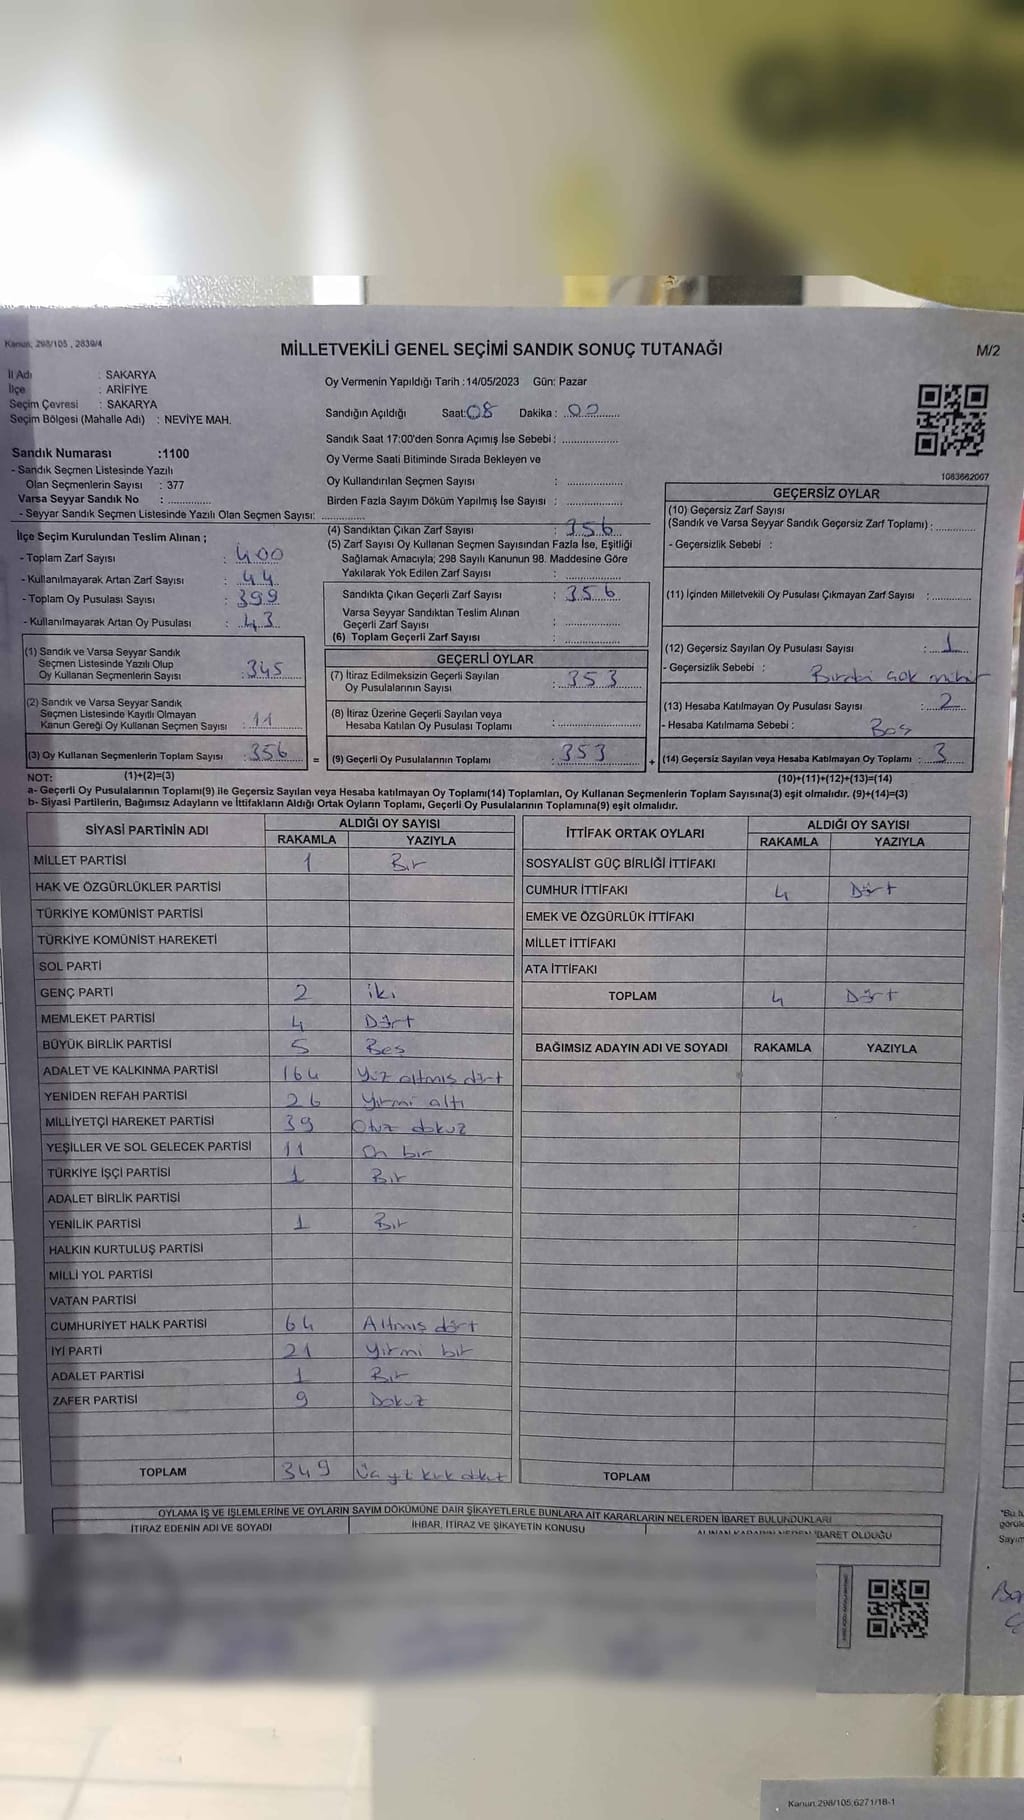 Kanun: 298/105 , 2839/4
MİLLETVEKİLİ GENEL SEÇİMİ SANDIK SONUÇ TUTANAĞI
M/2
İl Adı : SAKARYA
İlçe : ARİFİYE
Seçim Çevresi : SAKARYA
Seçim Bölgesi (Mahalle Adı) : NEVİYE MAH.
Sandık Numarası :1100
- Sandık Seçmen Listesinde Yazılı
Olan Seçmenlerin Sayısı : 377
Varsa Seyyar Sandık No :
- Seyyar Sandık Seçmen Listesinde Yazılı Olan Seçmen Sayısı:
Oy Vermenin Yapıldığı Tarih :14/05/2023 Gün: Pazar
Sandığın Açıldığı Saat:08 Dakika : 00
Sandık Saat 17:00'den Sonra Açımış İse Sebebi :
Oy Verme Saati Bitiminde Sırada Bekleyen ve
Oy Kullandırılan Seçmen Sayısı :
Birden Fazla Sayım Döküm Yapılmış İse Sayısı :
1083662007
İlçe Seçim Kurulundan Teslim Alınan ;
- Toplam Zarf Sayısı : 400
- Kullanılmayarak Artan Zarf Sayısı : 44
- Toplam Oy Pusulası Sayısı : 399
- Kullanılmayarak Artan Oy Pusulası : 43
(1) Sandık ve Varsa Seyyar Sandık
Seçmen Listesinde Yazılı Olup
Oy Kullanan Seçmenlerin Sayısı : 345
(2) Sandık ve Varsa Seyyar Sandık
Seçmen Listesinde Kayıtlı Olmayan
Kanun Gereği Oy Kullanan Seçmen Sayısı : 11
(3) Oy Kullanan Seçmenlerin Toplam Sayısı : 356
(4) Sandıktan Çıkan Zarf Sayısı : 356
(5) Zarf Sayısı Oy Kullanan Seçmen Sayısından Fazla İse, Eşitliği
Sağlamak Amacıyla; 298 Sayılı Kanunun 98. Maddesine Göre
Yakılarak Yok Edilen Zarf Sayısı :
Sandıkta Çıkan Geçerli Zarf Sayısı : 356
Varsa Seyyar Sandıktan Teslim Alınan
Geçerli Zarf Sayısı :
(6) Toplam Geçerli Zarf Sayısı :
GEÇERLİ OYLAR
(7) İtiraz Edilmeksizin Geçerli Sayılan
Oy Pusulalarının Sayısı : 353
(8) İtiraz Üzerine Geçerli Sayılan veya
Hesaba Katılan Oy Pusulası Toplamı :
= (9) Geçerli Oy Pusulalarının Toplamı : 353
GEÇERSİZ OYLAR
(10) Geçersiz Zarf Sayısı
(Sandık ve Varsa Seyyar Sandık Geçersiz Zarf Toplamı) :
- Geçersizlik Sebebi :
(11) İçinden Milletvekili Oy Pusulası Çıkmayan Zarf Sayısı :
(12) Geçersiz Sayılan Oy Pusulası Sayısı : 1
- Geçersizlik Sebebi :
(13) Hesaba Katılmayan Oy Pusulası Sayısı : 2
- Hesaba Katılmama Sebebi : Boş
+ (14) Geçersiz Sayılan veya Hesaba Katılmayan Oy Toplamı : 3
NOT: (1)+(2)=(3)
(10)+(11)+(12)+(13)=(14)
a- Geçerli Oy Pusulalarının Toplamı(9) ile Geçersiz Sayılan veya Hesaba katılmayan Oy Toplamı(14) Toplamları, Oy Kullanan Seçmenlerin Toplam Sayısına(3) eşit olmalıdır. (9)+(14)=(3)
b- Siyasi Partilerin, Bağımsız Adayların ve İttifakların Aldığı Ortak Oyların Toplamı, Geçerli Oy Pusulalarının Toplamına(9) eşit olmalıdır.
SİYASİ PARTİNİN ADI ALDIĞI OY SAYISI
RAKAMLA YAZIYLA
MİLLET PARTİSİ 1 Bir
HAK VE ÖZGÜRLÜKLER PARTİSİ
TÜRKİYE KOMÜNİST PARTİSİ
TÜRKİYE KOMÜNİST HAREKETİ
SOL PARTİ
GENÇ PARTİ 2 iki
MEMLEKET PARTİSİ 4 Dört
BÜYÜK BİRLİK PARTİSİ 5 Beş
ADALET VE KALKINMA PARTİSİ 164 Yüz altmış dört
YENİDEN REFAH PARTİSİ 26 Yirmi altı
MİLLİYETÇİ HAREKET PARTİSİ 39 Otuz dokuz
YEŞİLLER VE SOL GELECEK PARTİSİ 11 On bir
TÜRKİYE İŞÇİ PARTİSİ 1 Bir
ADALET BİRLİK PARTİSİ
YENİLİK PARTİSİ 1 Bir
HALKIN KURTULUŞ PARTİSİ
MİLLİ YOL PARTİSİ
VATAN PARTİSİ
CUMHURİYET HALK PARTİSİ 64 Altmış dört
İYİ PARTİ 21 Yirmi bir
ADALET PARTİSİ 1 Bir
ZAFER PARTİSİ 9 Dokuz
TOPLAM 349 Üç yüz kırk dokuz
İTTİFAK ORTAK OYLARI ALDIĞI OY SAYISI
RAKAMLA YAZIYLA
SOSYALİST GÜÇ BİRLİĞİ İTTİFAKI
CUMHUR İTTİFAKI 4 Dört
EMEK VE ÖZGÜRLÜK İTTİFAKI
MİLLET İTTİFAKI
ATA İTTİFAKI
TOPLAM 4 Dört
BAĞIMSIZ ADAYIN ADI VE SOYADI RAKAMLA YAZIYLA
TOPLAM
OYLAMA İŞ VE İŞLEMLERİNE VE OYLARIN SAYIM DÖKÜMÜNE DAİR ŞİKAYETLERLE BUNLARA AİT KARARLARIN NELERDEN İBARET BULUNDUKLARI
İTİRAZ EDENİN ADI VE SOYADI İHBAR, İTİRAZ VE ŞİKAYETİN KONUSU ALINAN KARARIN NEDEN İBARET OLDUĞU
Kanun:298/105;6271/18-1